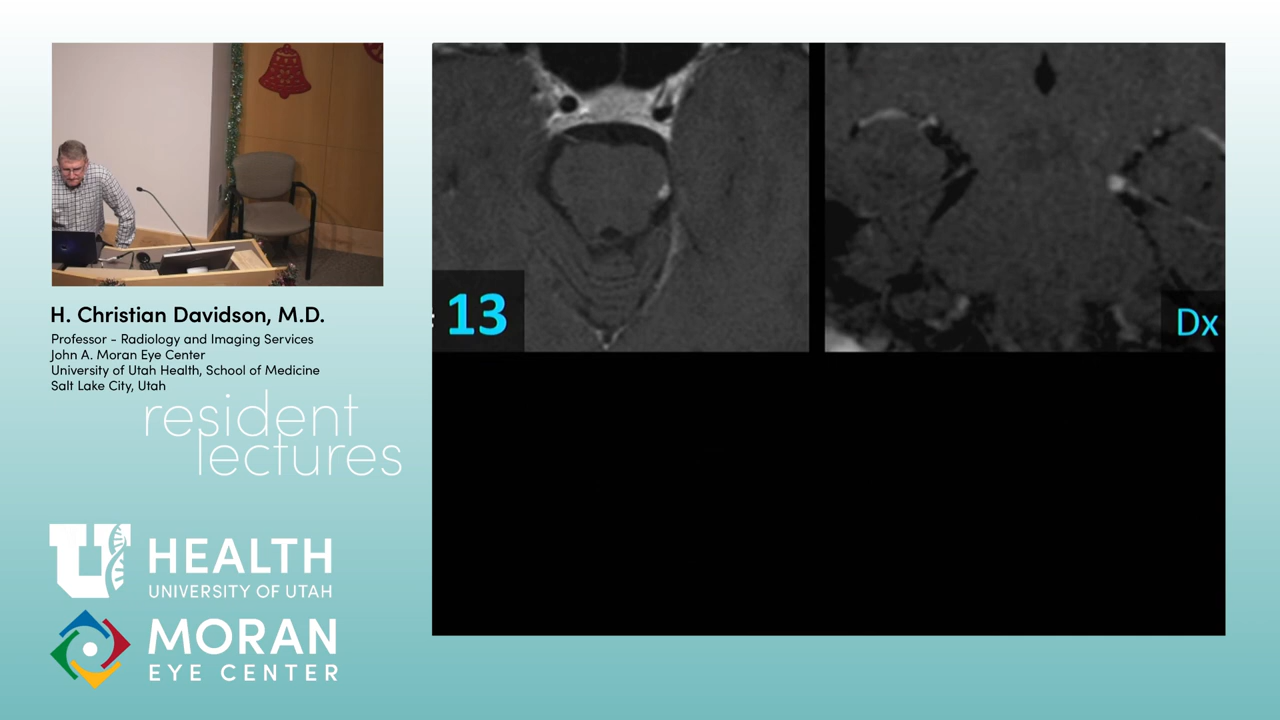 H. Christian Davidson, M.D.
Professor - Radiology and Imaging Services
John A. Moran Eye Center
University of Utah Health, School of Medicine
Salt Lake City, Utah
resident
lectures
U HEALTH
UNIVERSITY OF UTAH
MORAN
EYE CENTER
: 13
Dx